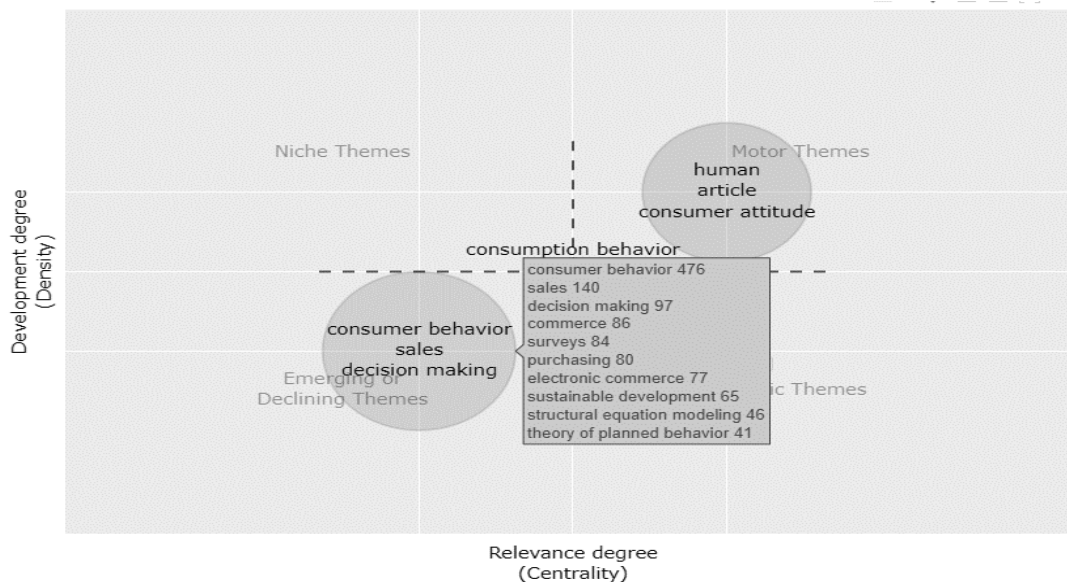 Niche Themes
Motor Themes
human
article
consumer attitude
consumption behavior
consumer behavior 476
sales 140
decision making 97
commerce 86
surveys 84
purchasing 80
electronic commerce 77
sustainable development 65
structural equation modeling 46
theory of planned behavior 41
consumer behavior
sales
decision making
Emerging or
Declining Themes
ic Themes
Development degree
(Density)
Relevance degree
(Centrality)